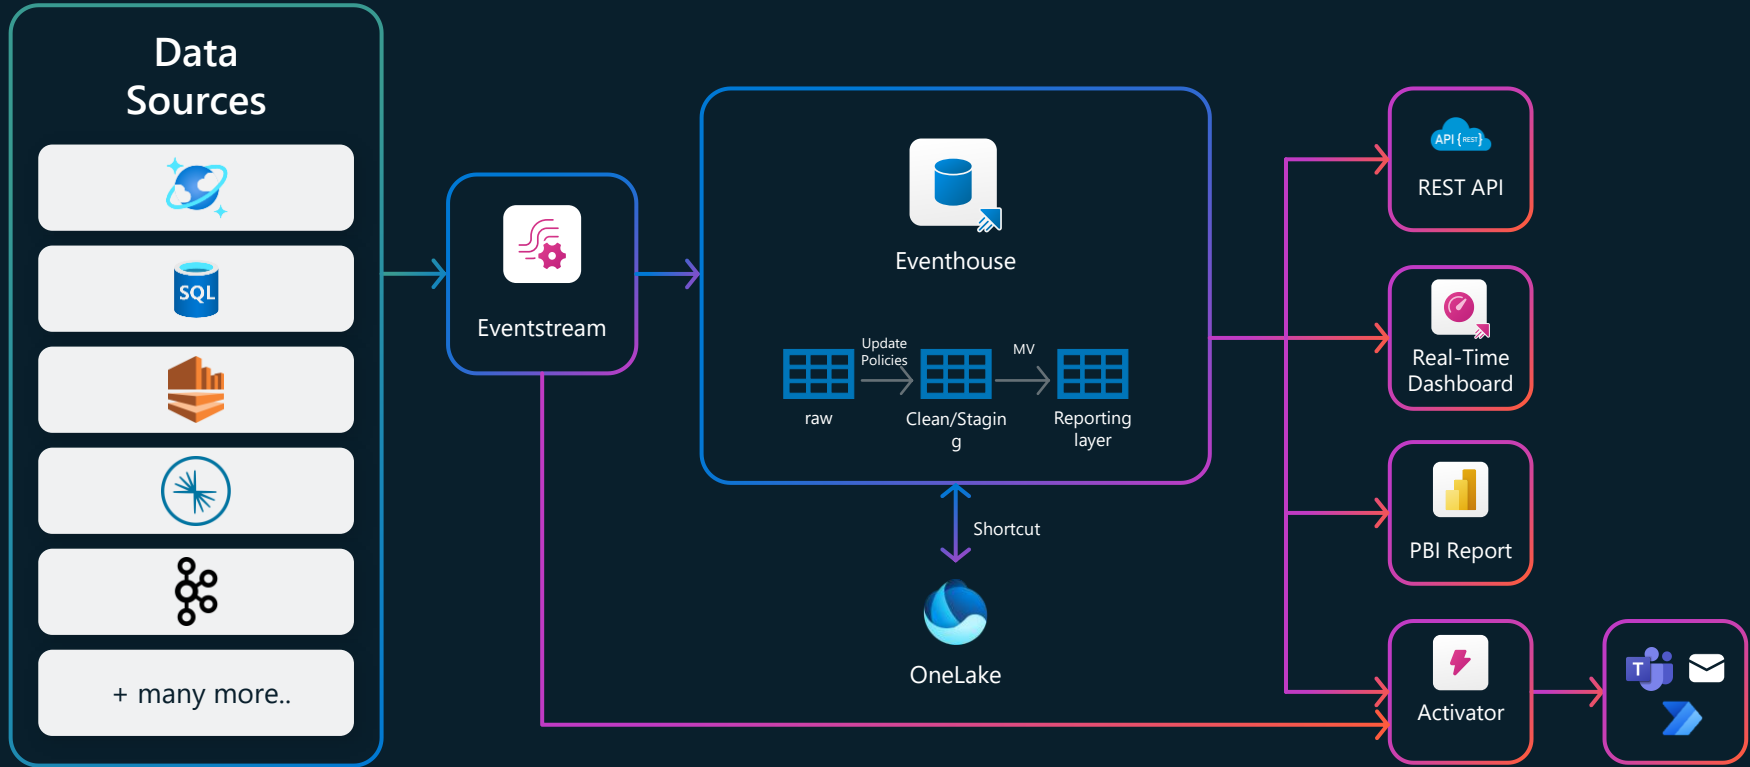 Data
Sources
SQL
+ many more..
Eventstream
Eventhouse
Update
Policies
MV
raw
Clean/Stagin
g
Reporting
layer
Shortcut
OneLake
API {REST}
REST API
Real-Time
Dashboard
PBI Report
Activator
T